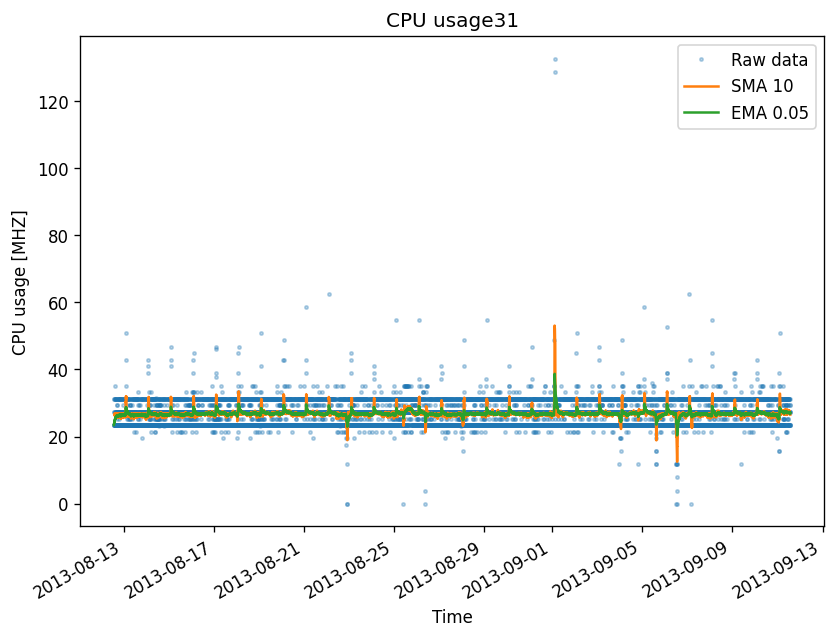 CPU usage31
Raw data
SMA 10
EMA 0.05
CPU usage [MHZ]
120
100
80
60
40
20
0
2013-08-13
2013-08-17
2013-08-21
2013-08-25
2013-08-29
2013-09-01
2013-09-05
2013-09-09
2013-09-13
Time